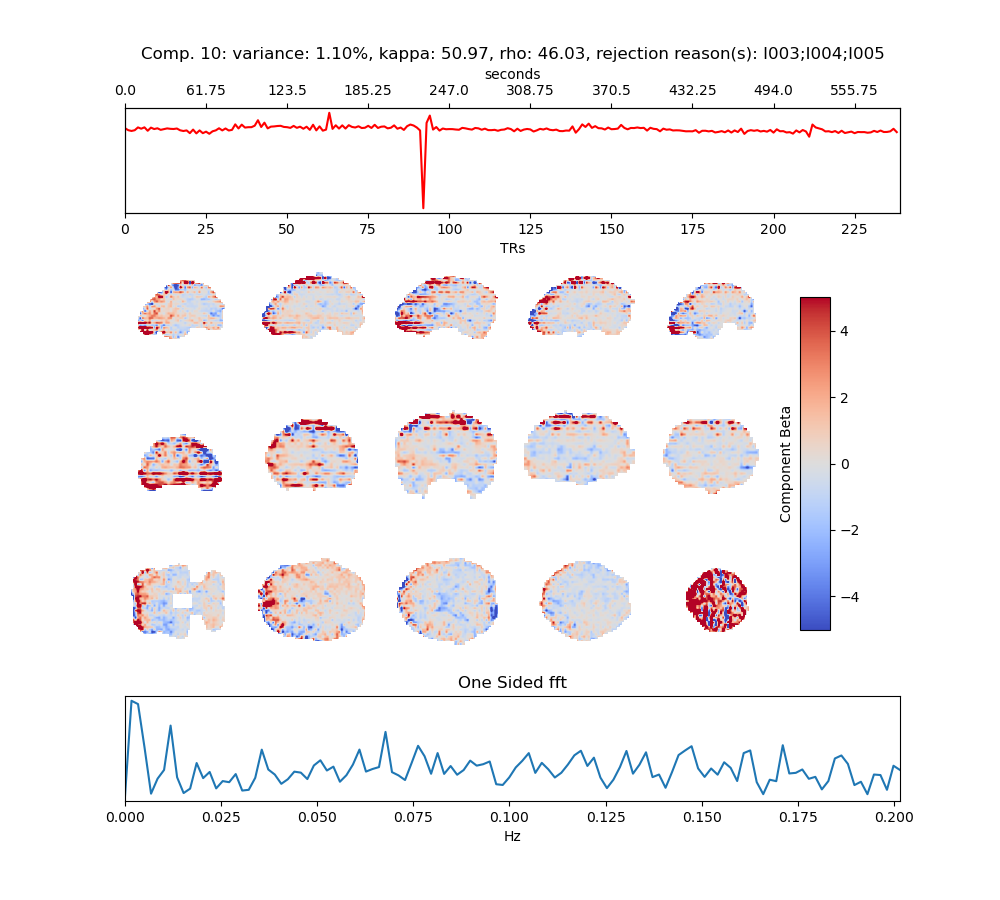 Comp. 10: variance: 1.10%, kappa: 50.97, rho: 46.03, rejection reason(s): I003;I004;I005
seconds
0.0 61.75 123.5 185.25 247.0 308.75 370.5 432.25 494.0 555.75
0 25 50 75 100 125 150 175 200 225
TRs
4
2
0
−2
−4
Component Beta
One Sided fft
0.000 0.025 0.050 0.075 0.100 0.125 0.150 0.175 0.200
Hz